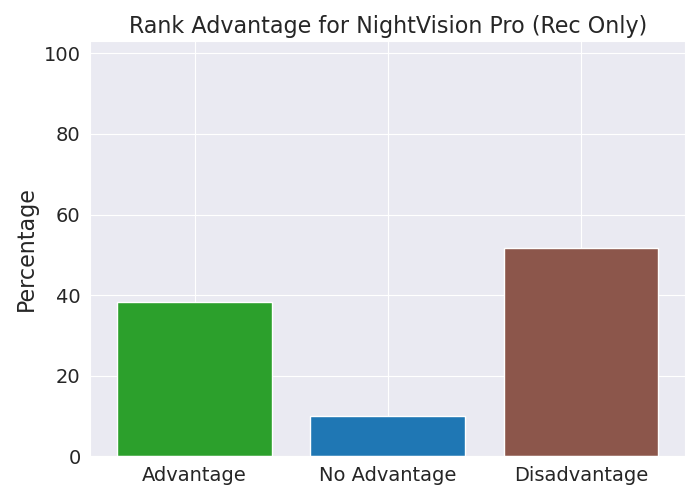 Rank Advantage for NightVision Pro (Rec Only)
100
80
60
40
20
0
Percentage
Advantage
No Advantage
Disadvantage